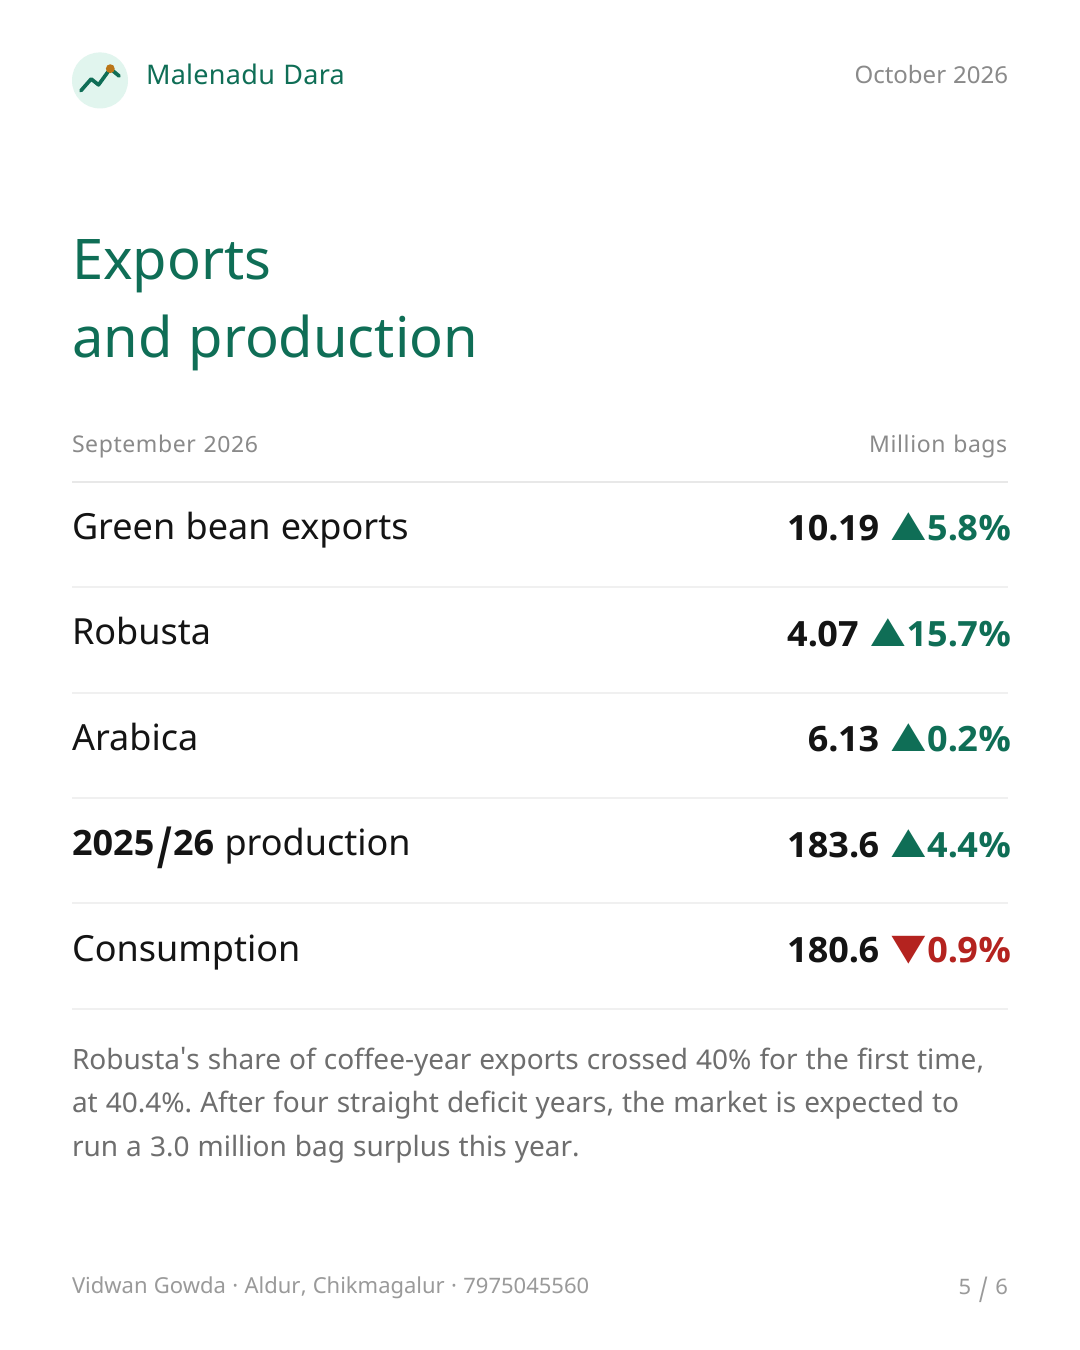 Malenadu Dara
October 2026
Exports
and production
September 2026 Million bags
Green bean exports 10.19 ▲5.8%
Robusta 4.07 ▲15.7%
Arabica 6.13 ▲0.2%
2025/26 production 183.6 ▲4.4%
Consumption 180.6 ▼0.9%
Robusta's share of coffee-year exports crossed 40% for the first time,
at 40.4%. After four straight deficit years, the market is expected to
run a 3.0 million bag surplus this year.
Vidwan Gowda · Aldur, Chikmagalur · 7975045560
5 / 6